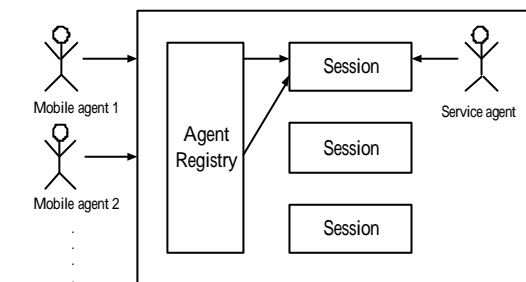 Mobile agent 1
Mobile agent 2
Agent
Registry
Session
Session
Session
Service agent